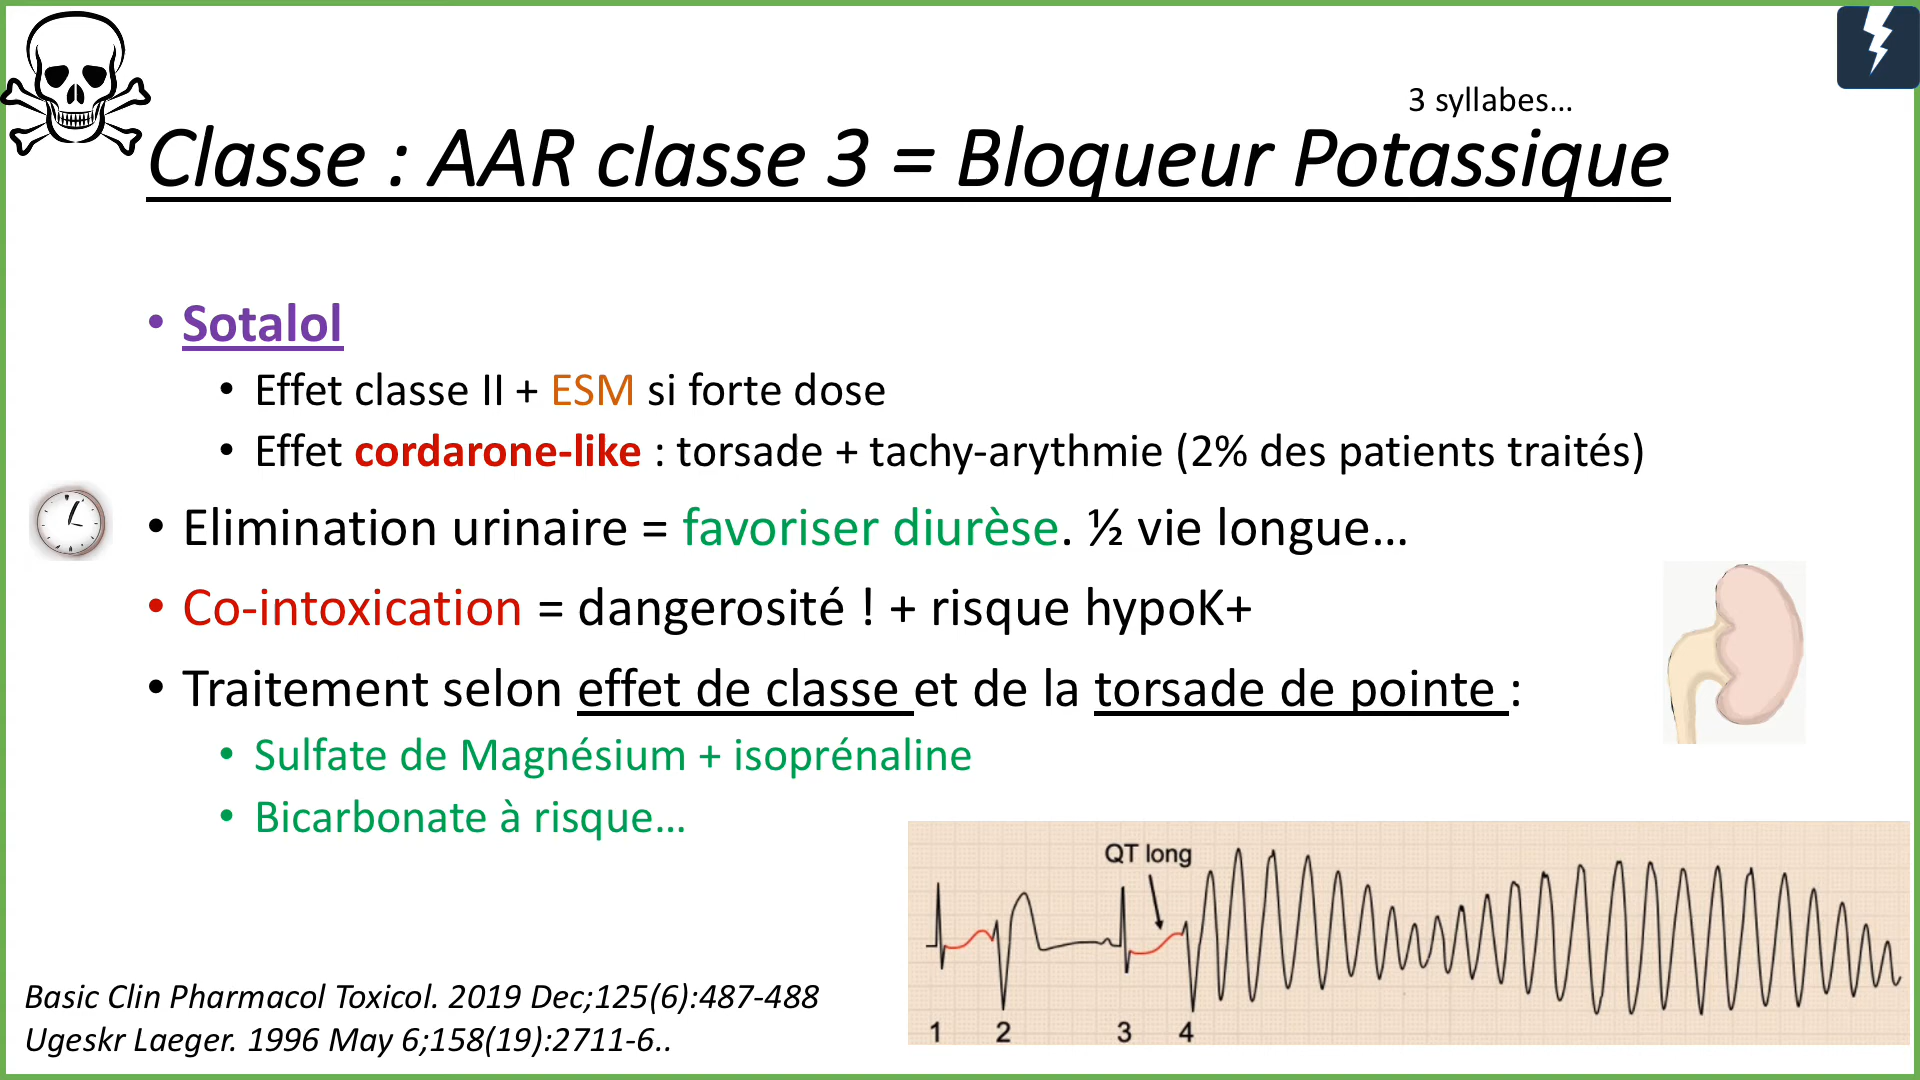 3 syllabes...
Classe : AAR classe 3 = Bloqueur Potassique
• Sotalol
• Effet classe II + ESM si forte dose
• Effet cordarone-like : torsade + tachy-arythmie (2% des patients traités)
• Elimination urinaire = favoriser diurèse. ½ vie longue...
• Co-intoxication = dangerosité ! + risque hypoK+
• Traitement selon effet de classe et de la torsade de pointe :
• Sulfate de Magnésium + isoprénaline
• Bicarbonate à risque...
QT long
1 2 3 4
Basic Clin Pharmacol Toxicol. 2019 Dec;125(6):487-488
Ugeskr Laeger. 1996 May 6;158(19):2711-6..